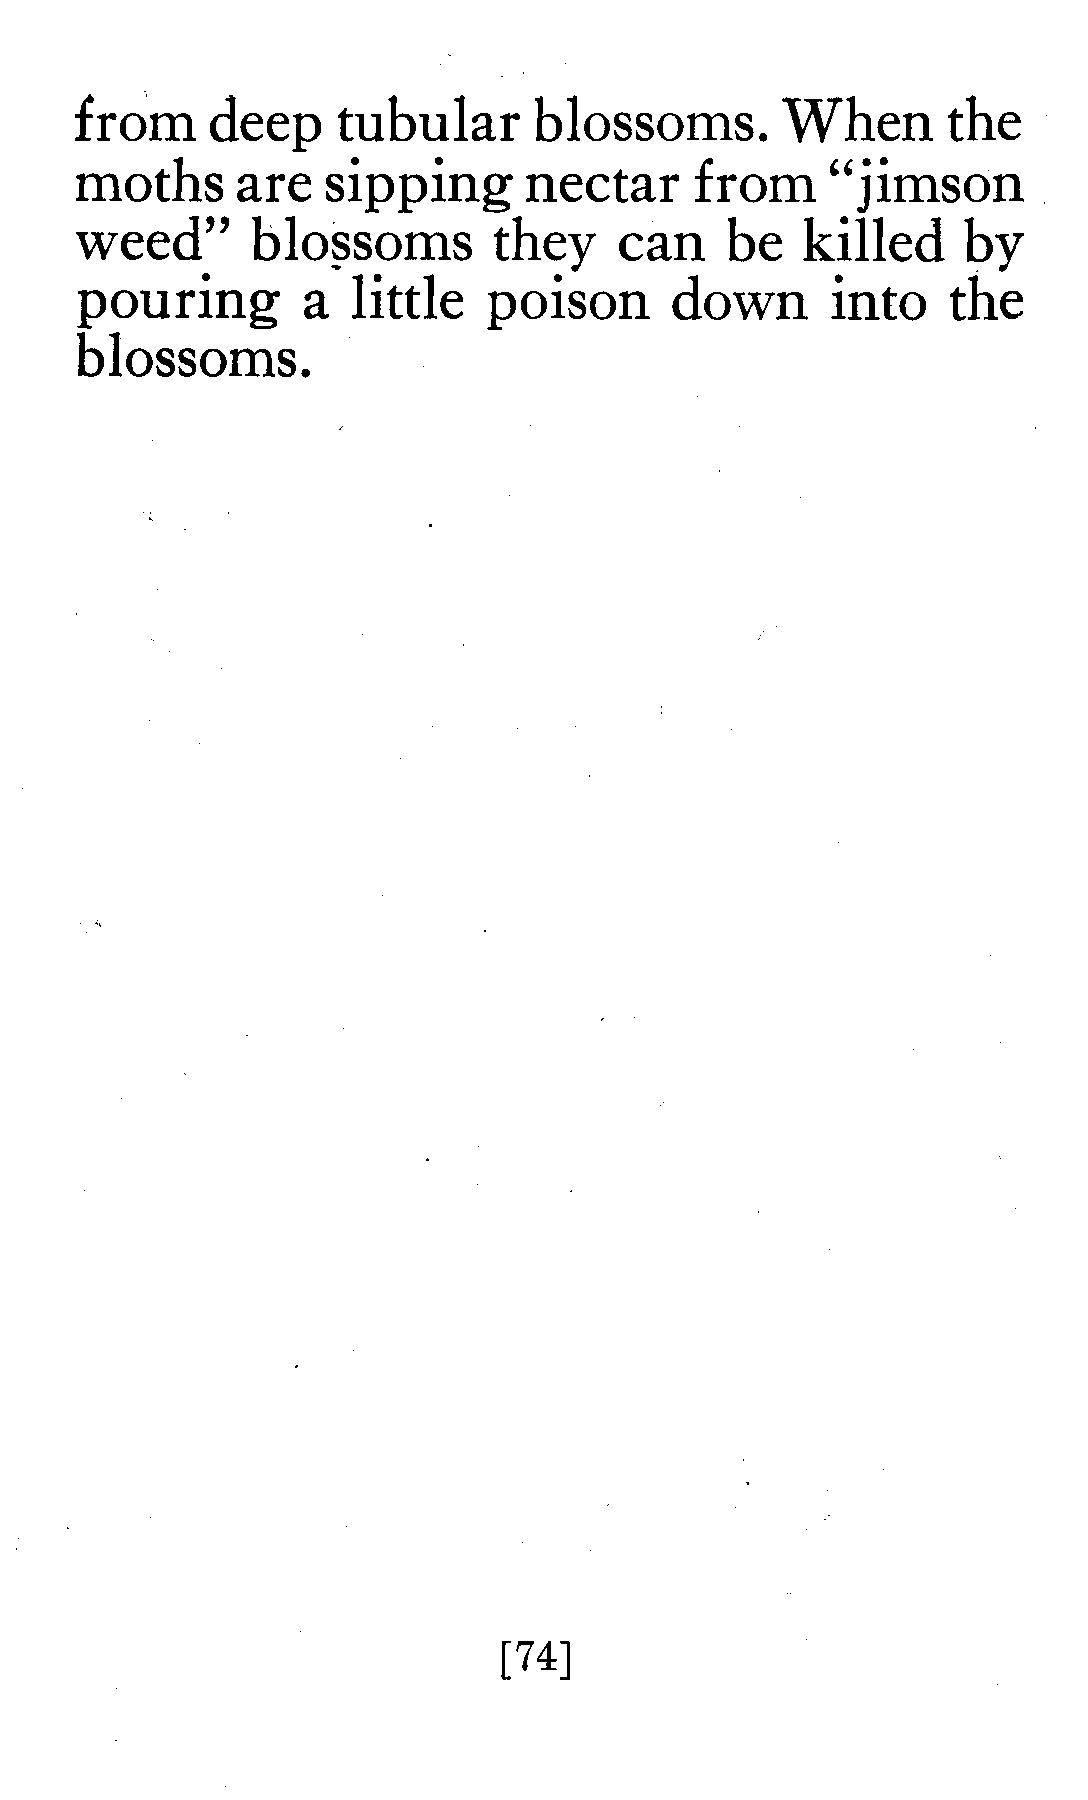 from deep tubular blossoms. When the
moths are sipping nectar from “jimson
weed” blossoms they can be killed by
pouring a little poison down into the
blossoms.
[74]